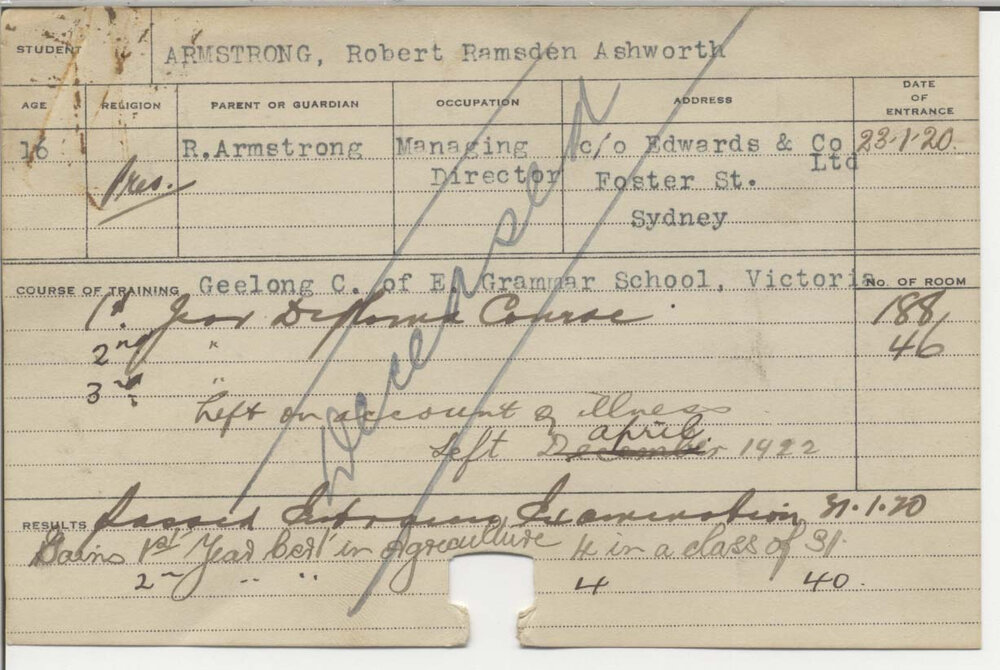 STUDENT ARMSTRONG, Robert Ramsden Ashworth
AGE RELIGION PARENT OR GUARDIAN OCCUPATION ADDRESS DATE OF ENTRANCE
16 Pres. R.Armstrong Managing Director c/o Edwards & Co Ltd 23.1.20.
Foster St.
Sydney
Deceased
COURSE OF TRAINING Geelong C. of E. Grammar School, Victoria No. OF ROOM
1st. Year Diploma Course. 188
2nd " 46
3rd "
Left on account of illness
Left December april 1922
RESULTS Passed Entrance Examination 31.1.20
Gains 1st Year Cert in agriculture 4 in a class of 31.
2nd " " 4 40.